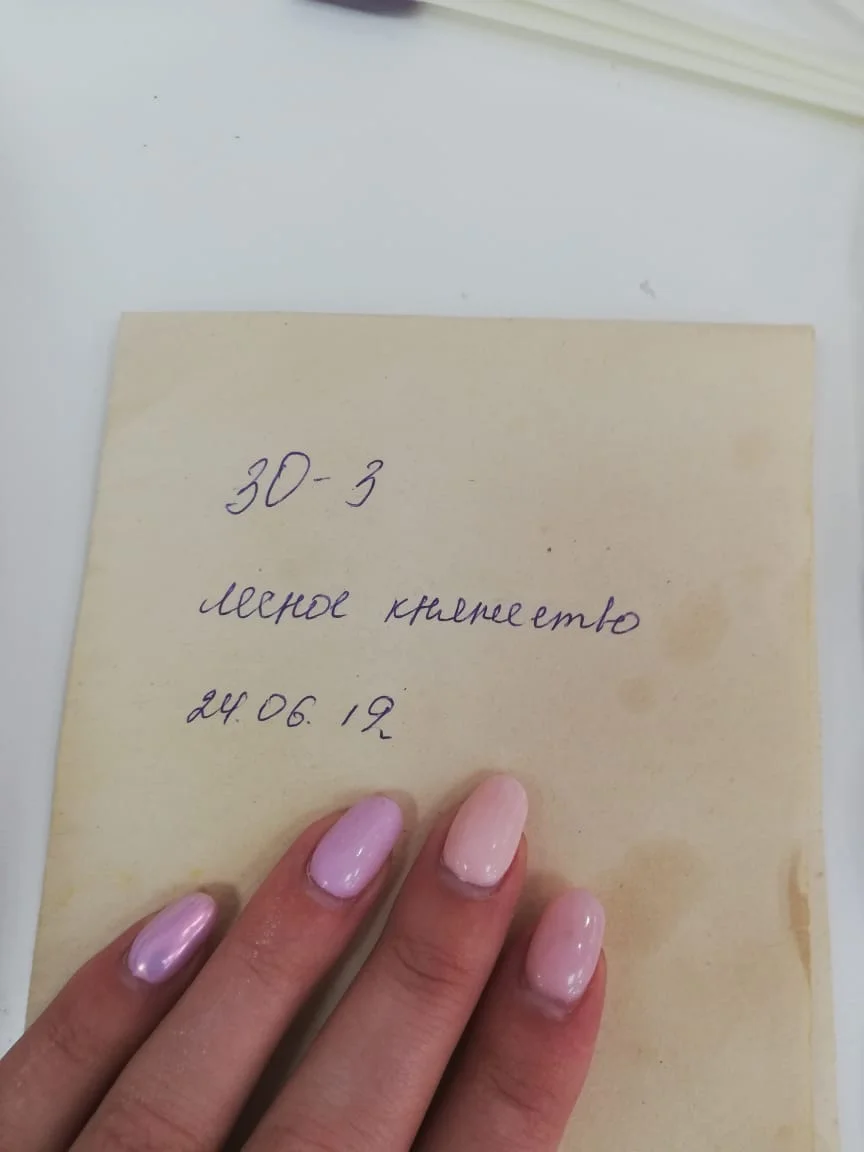 30-3
лесное княжество
24.06.19г